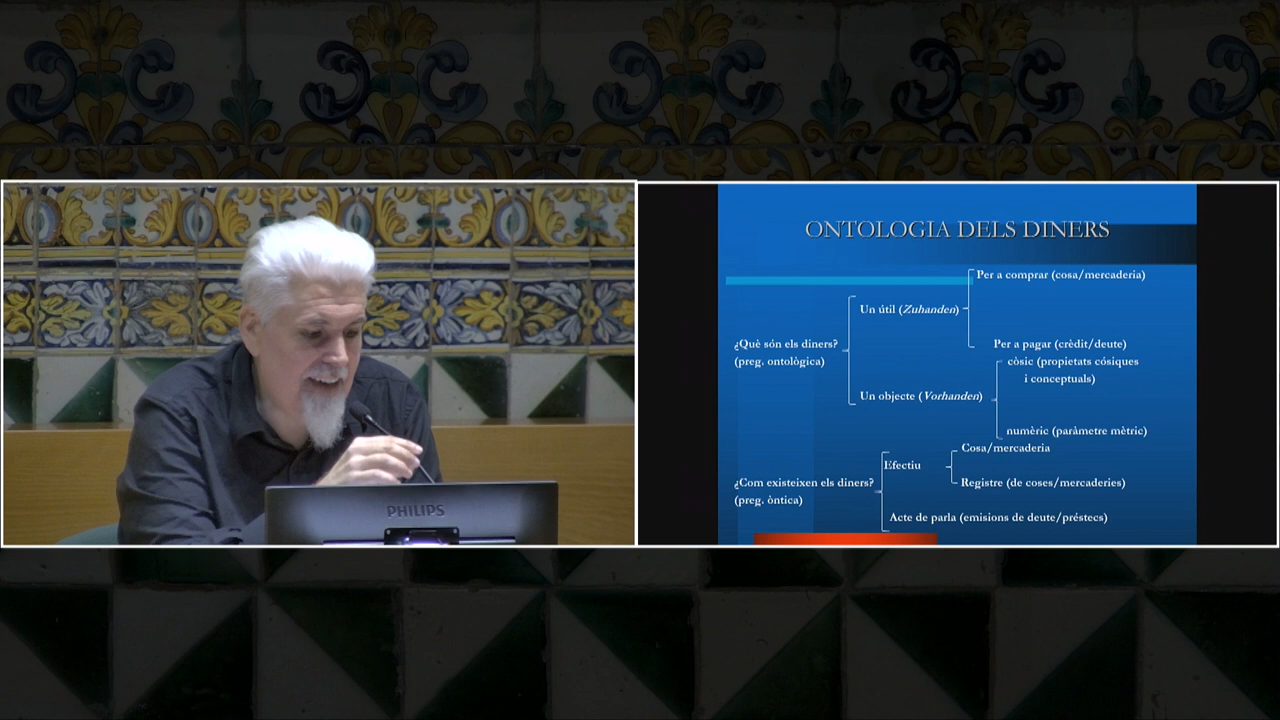 PHILIPS
ONTOLOGIA DELS DINERS
Per a comprar (cosa/mercaderia)
Un útil (Zuhanden)
¿Què són els diners?
(preg. ontològica)
Per a pagar (crèdit/deute)
còsic (propietats cósiques
i conceptuals)
Un objecte (Vorhanden)
numèric (paràmetre mètric)
Cosa/mercaderia
Efectiu
¿Com existeixen els diners?
(preg. òntica)
Registre (de coses/mercaderies)
Acte de parla (emisions de deute/préstecs)